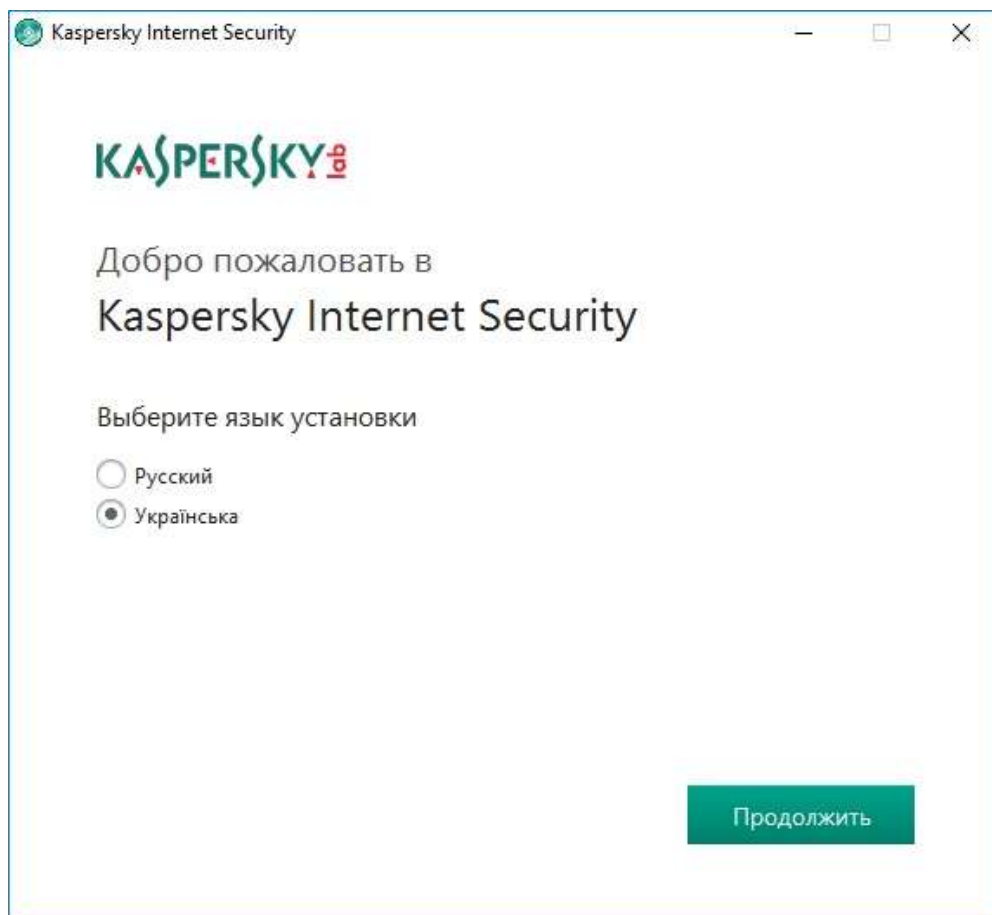 Kaspersky Internet Security
KASPERSKY lab
Добро пожаловать в
Kaspersky Internet Security
Выберите язык установки
Русский
Українська
Продолжить